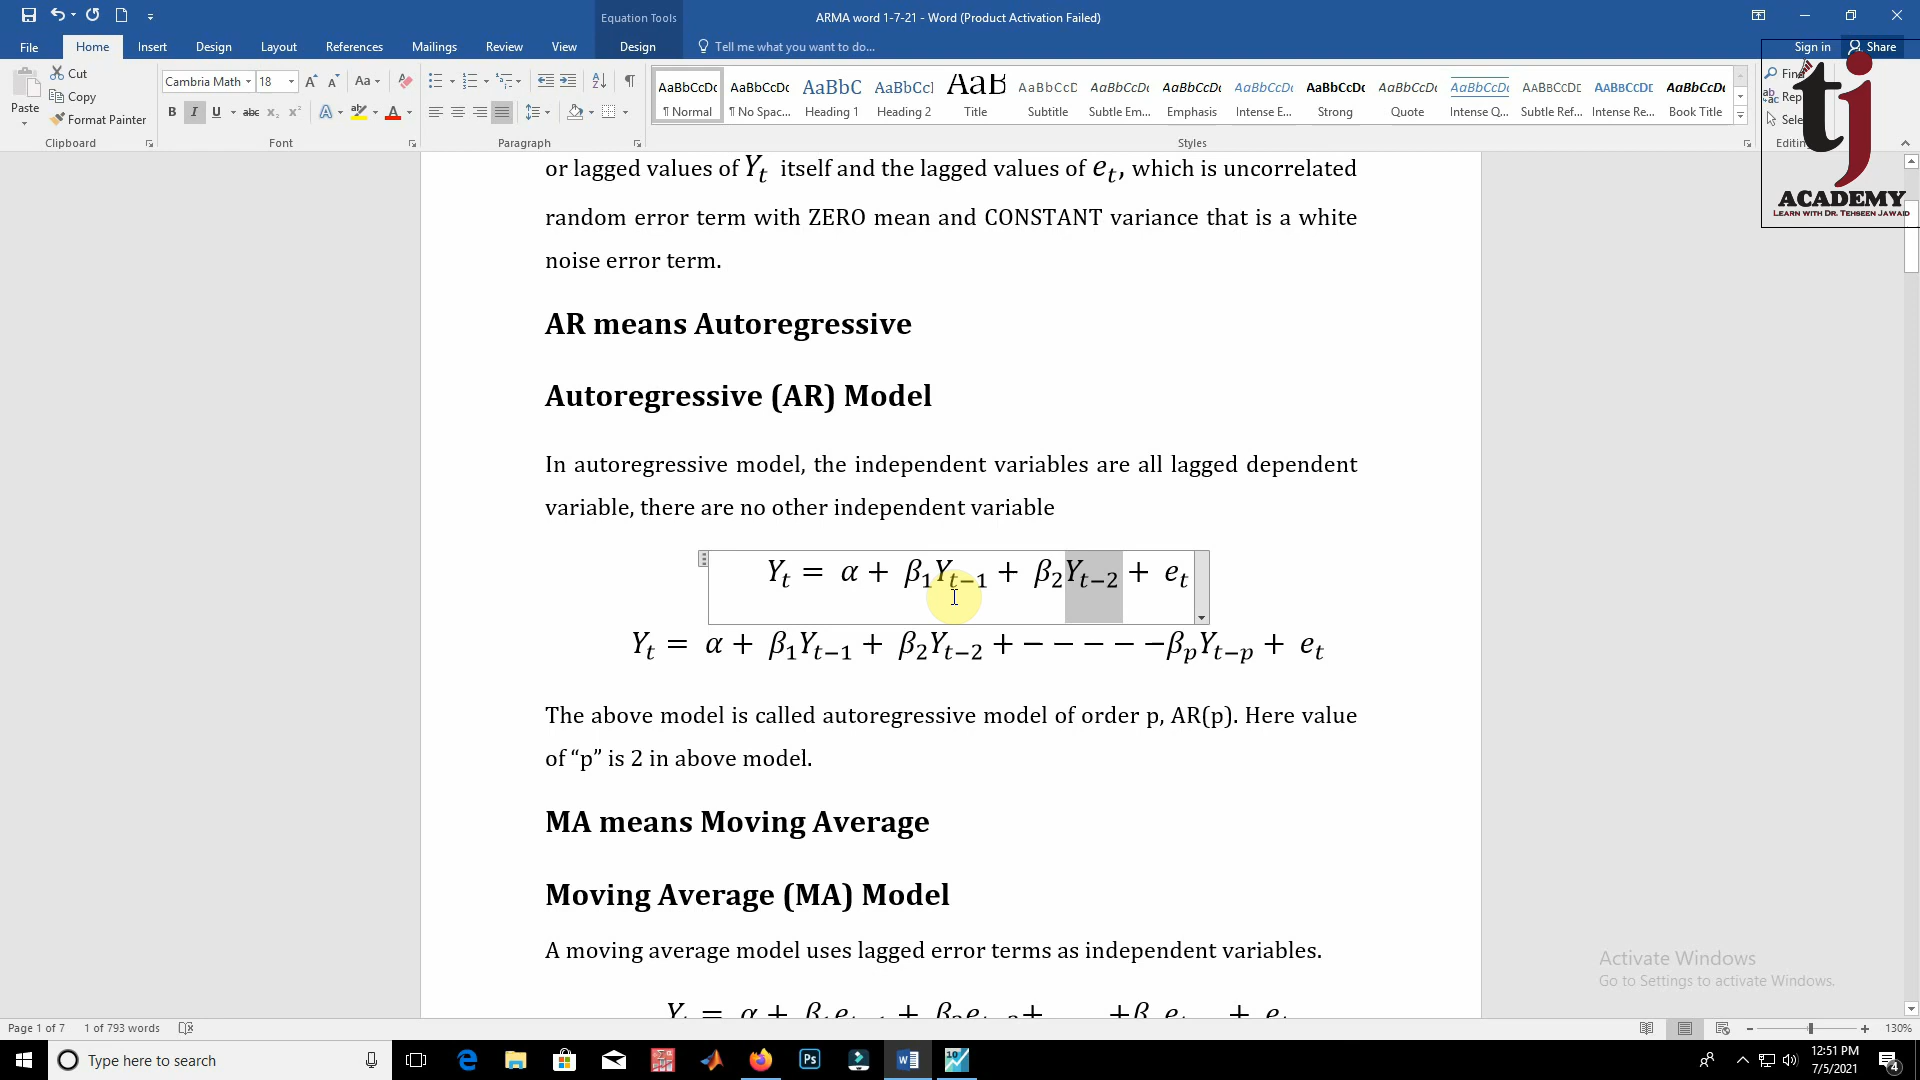 Equation Tools
ARMA word 1-7-21 - Word (Product Activation Failed)
File Home Insert Design Layout References Mailings Review View Design Tell me what you want to do... Sign in Share
Cut
Copy
Format Painter
Paste
Clipboard
Cambria Math 18
Font
Paragraph
AaBbCcDc AaBbCcDc AaBbC AaBbCcl AaB AaBbCcD AaBbCcDc AaBbCcDc AaBbCcDc AaBbCcDc AaBbCcDc AaBbCcDc AABBCCDE AABBCCDE AaBbCcDc
¶ Normal ¶ No Spac... Heading 1 Heading 2 Title Subtitle Subtle Em... Emphasis Intense E... Strong Quote Intense Q... Subtle Ref... Intense Re... Book Title
Styles
tj
ACADEMY
LEARN WITH DR. TEHSEEN JAWAID
or lagged values of Yₜ itself and the lagged values of eₜ, which is uncorrelated
random error term with ZERO mean and CONSTANT variance that is a white
noise error term.
AR means Autoregressive
Autoregressive (AR) Model
In autoregressive model, the independent variables are all lagged dependent
variable, there are no other independent variable
Yₜ = α + β₁Yₜ₋₁ + β₂Yₜ₋₂ + eₜ
Yₜ = α + β₁Yₜ₋₁ + β₂Yₜ₋₂ + − − − − −βₚYₜ₋ₚ + eₜ
The above model is called autoregressive model of order p, AR(p). Here value
of “p” is 2 in above model.
MA means Moving Average
Moving Average (MA) Model
A moving average model uses lagged error terms as independent variables.
Activate Windows
Go to Settings to activate Windows.
Page 1 of 7 1 of 793 words
130%
Type here to search
12:51 PM
7/5/2021
4